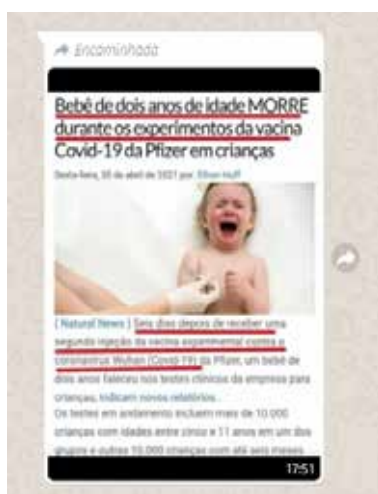 Encaminhada
Bebê de dois anos de idade MORRE
durante os experimentos da vacina
Covid-19 da Pfizer em crianças
Sexta-feira, 30 de abril de 2021 por: Ethan Huff
( Natural News ) Seis dias depois de receber uma
segunda injeção da vacina experimental contra o
coronavírus Wuhan (Covid-19) da Pfizer, um bebê de
dois anos faleceu nos testes clínicos da empresa para
crianças, indicam novos relatórios.
Os testes em andamento incluem mais de 10.000
crianças com idades entre cinco e 11 anos em um dos
grupos e outras 10.000 crianças com até seis meses
17:51